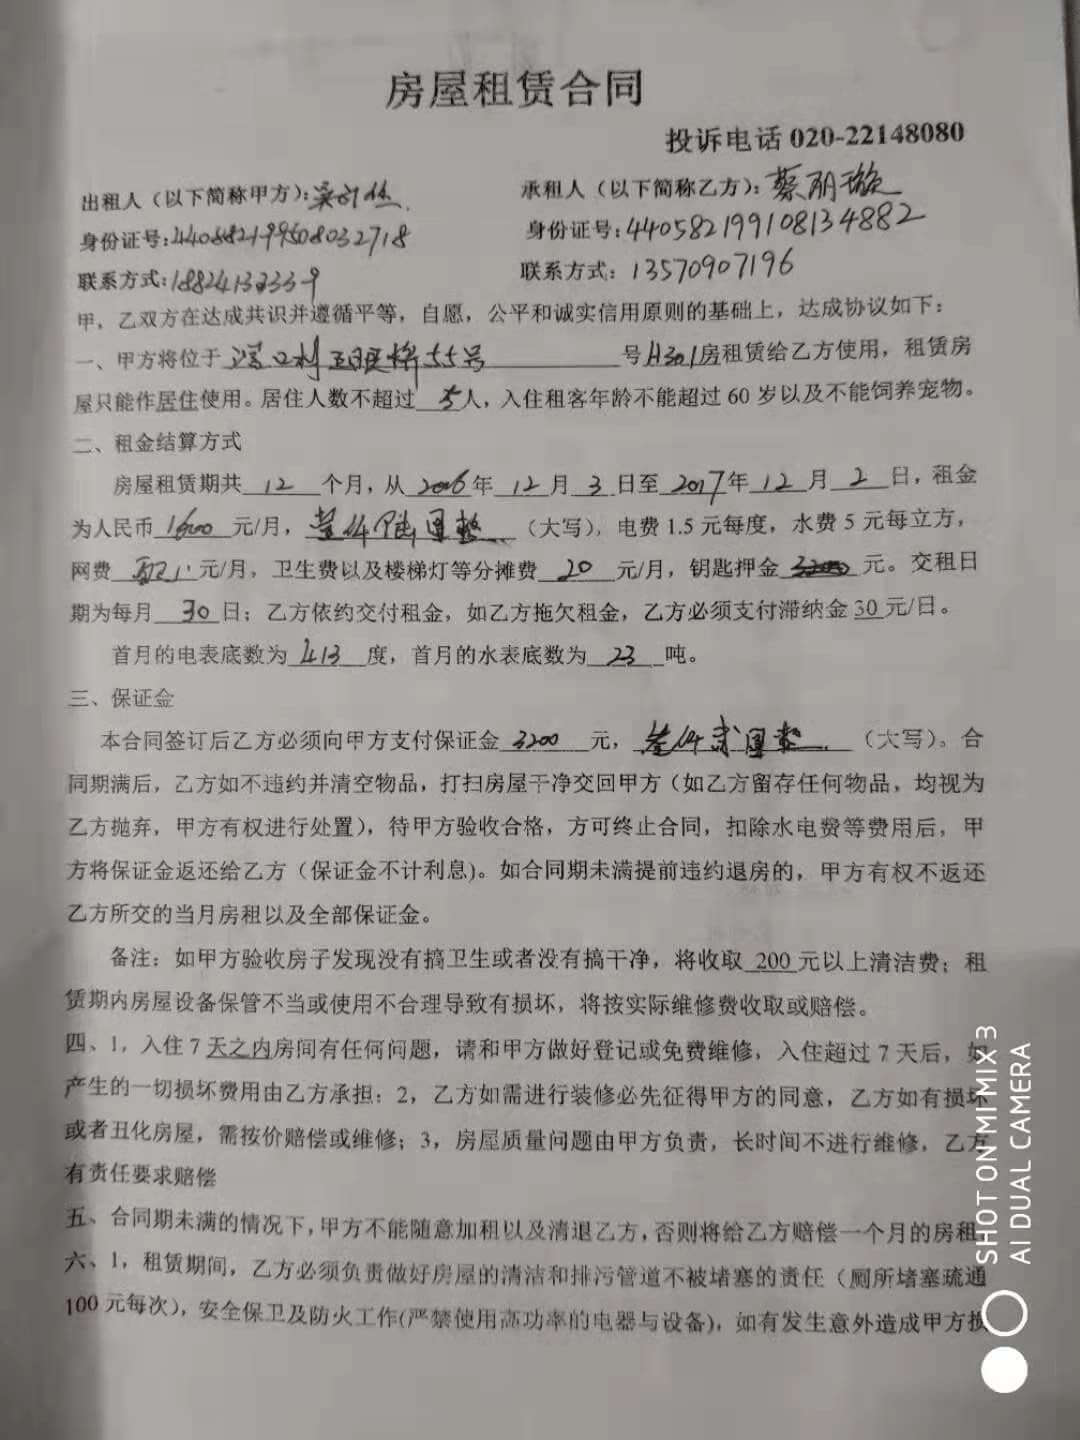 房屋租赁合同
投诉电话 020-22148080
出租人（以下简称甲方）：
承租人（以下简称乙方）：蔡丽璇
身份证号：
身份证号：440582199108134882
联系方式：
联系方式：13570907196
甲，乙双方在达成共识并遵循平等，自愿，公平和诚实信用原则的基础上，达成协议如下：
一、甲方将位于 55号 号A301房租赁给乙方使用，租赁房
屋只能作居住使用。居住人数不超过 5 人，入住租客年龄不能超过 60 岁以及不能饲养宠物。
二、租金结算方式
房屋租赁期共 12 个月，从 2016 年 12 月 3 日至 2017 年 12 月 2 日，租金
为人民币 1600 元/月， （大写），电费 1.5 元每度，水费 5 元每立方，
网费 元/月，卫生费以及楼梯灯等分摊费 20 元/月，钥匙押金 元。交租日
期为每月 30 日；乙方依约交付租金，如乙方拖欠租金，乙方必须支付滞纳金 30 元/日。
首月的电表底数为 413 度，首月的水表底数为 23 吨。
三、保证金
本合同签订后乙方必须向甲方支付保证金 3200 元， （大写）。合
同期满后，乙方如不违约并清空物品，打扫房屋干净交回甲方（如乙方留存任何物品，均视为
乙方抛弃，甲方有权进行处置），待甲方验收合格，方可终止合同，扣除水电费等费用后，甲
方将保证金返还给乙方（保证金不计利息)。如合同期未满提前违约退房的，甲方有权不返还
乙方所交的当月房租以及全部保证金。
备注：如甲方验收房子发现没有搞卫生或者没有搞干净，将收取 200 元以上清洁费；租
赁期内房屋设备保管不当或使用不合理导致有损坏，将按实际维修费收取或赔偿。
四、1，入住 7 天之内房间有任何问题，请和甲方做好登记或免费维修，入住超过 7 天后，如
产生的一切损坏费用由乙方承担；2，乙方如需进行装修必先征得甲方的同意，乙方如有损坏
或者丑化房屋，需按价赔偿或维修；3，房屋质量问题由甲方负责，长时间不进行维修，乙方
有责任要求赔偿
五、合同期未满的情况下，甲方不能随意加租以及清退乙方，否则将给乙方赔偿一个月的房租
六、1，租赁期间，乙方必须负责做好房屋的清洁和排污管道不被堵塞的责任（厕所堵塞疏通
100 元每次），安全保卫及防火工作(严禁使用高功率的电器与设备)，如有发生意外造成甲方损
SHOT ON MI MIX 3
AI DUAL CAMERA